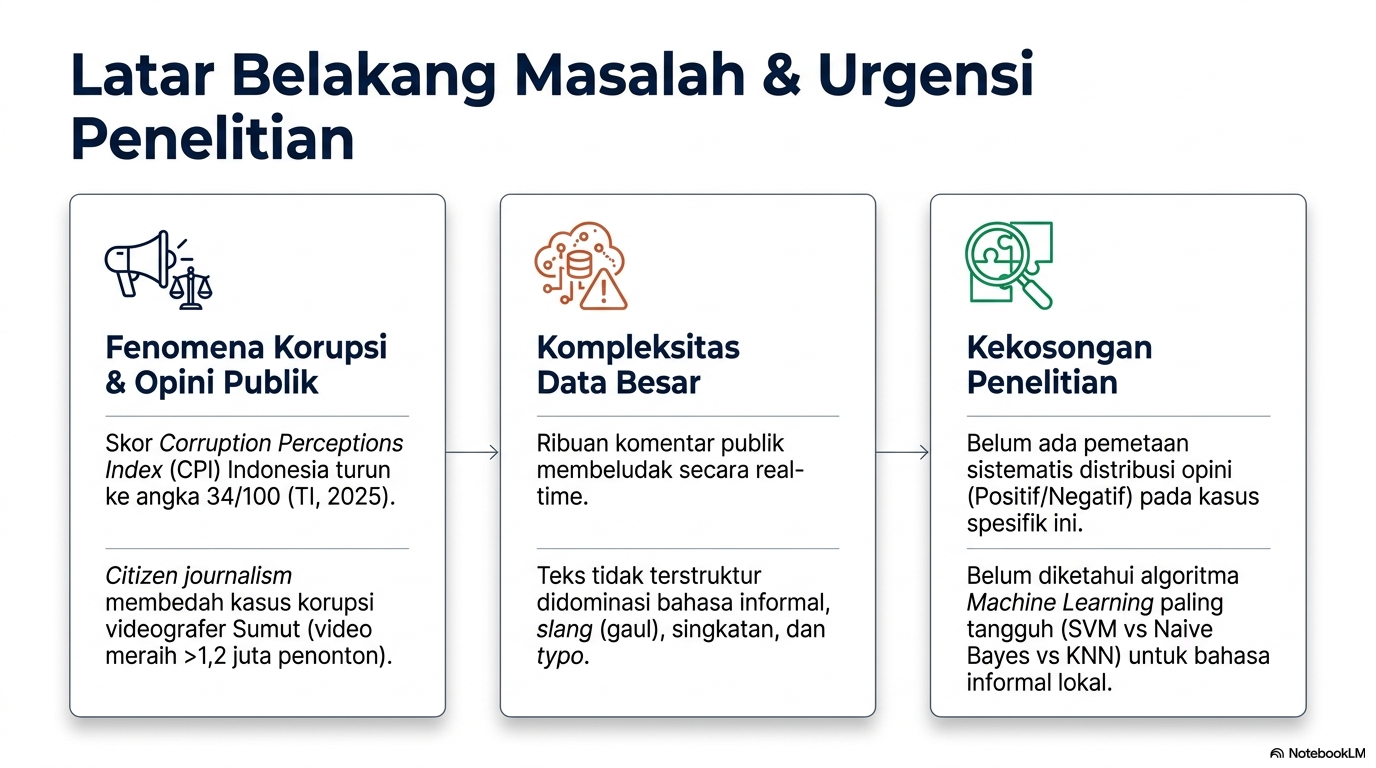 Latar Belakang Masalah & Urgensi
Penelitian
Fenomena Korupsi
& Opini Publik
Skor Corruption Perceptions
Index (CPI) Indonesia turun
ke angka 34/100 (TI, 2025).
Citizen journalism
membedah kasus korupsi
videografer Sumut (video
meraih >1,2 juta penonton).
Kompleksitas
Data Besar
Ribuan komentar publik
membeludak secara real-
time.
Teks tidak terstruktur
didominasi bahasa informal,
slang (gaul), singkatan, dan
typo.
Kekosongan
Penelitian
Belum ada pemetaan
sistematis distribusi opini
(Positif/Negatif) pada kasus
spesifik ini.
Belum diketahui algoritma
Machine Learning paling
tangguh (SVM vs Naive
Bayes vs KNN) untuk bahasa
informal lokal.
NotebookLM